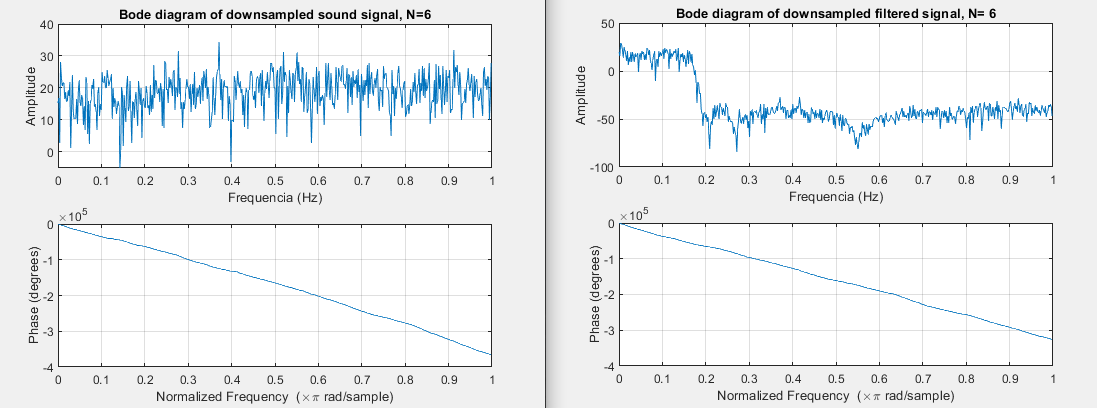 Bode diagram of downsampled sound signal, N=6
40
30
20
10
0
Amplitude
0 0.1 0.2 0.3 0.4 0.5 0.6 0.7 0.8 0.9 1
Frequencia (Hz)
×10^5
0
-1
-2
-3
-4
Phase (degrees)
0 0.1 0.2 0.3 0.4 0.5 0.6 0.7 0.8 0.9 1
Normalized Frequency (×π rad/sample)
Bode diagram of downsampled filtered signal, N= 6
50
0
-50
-100
Amplitude
0 0.1 0.2 0.3 0.4 0.5 0.6 0.7 0.8 0.9 1
Frequencia (Hz)
×10^5
0
-1
-2
-3
-4
Phase (degrees)
0 0.1 0.2 0.3 0.4 0.5 0.6 0.7 0.8 0.9 1
Normalized Frequency (×π rad/sample)